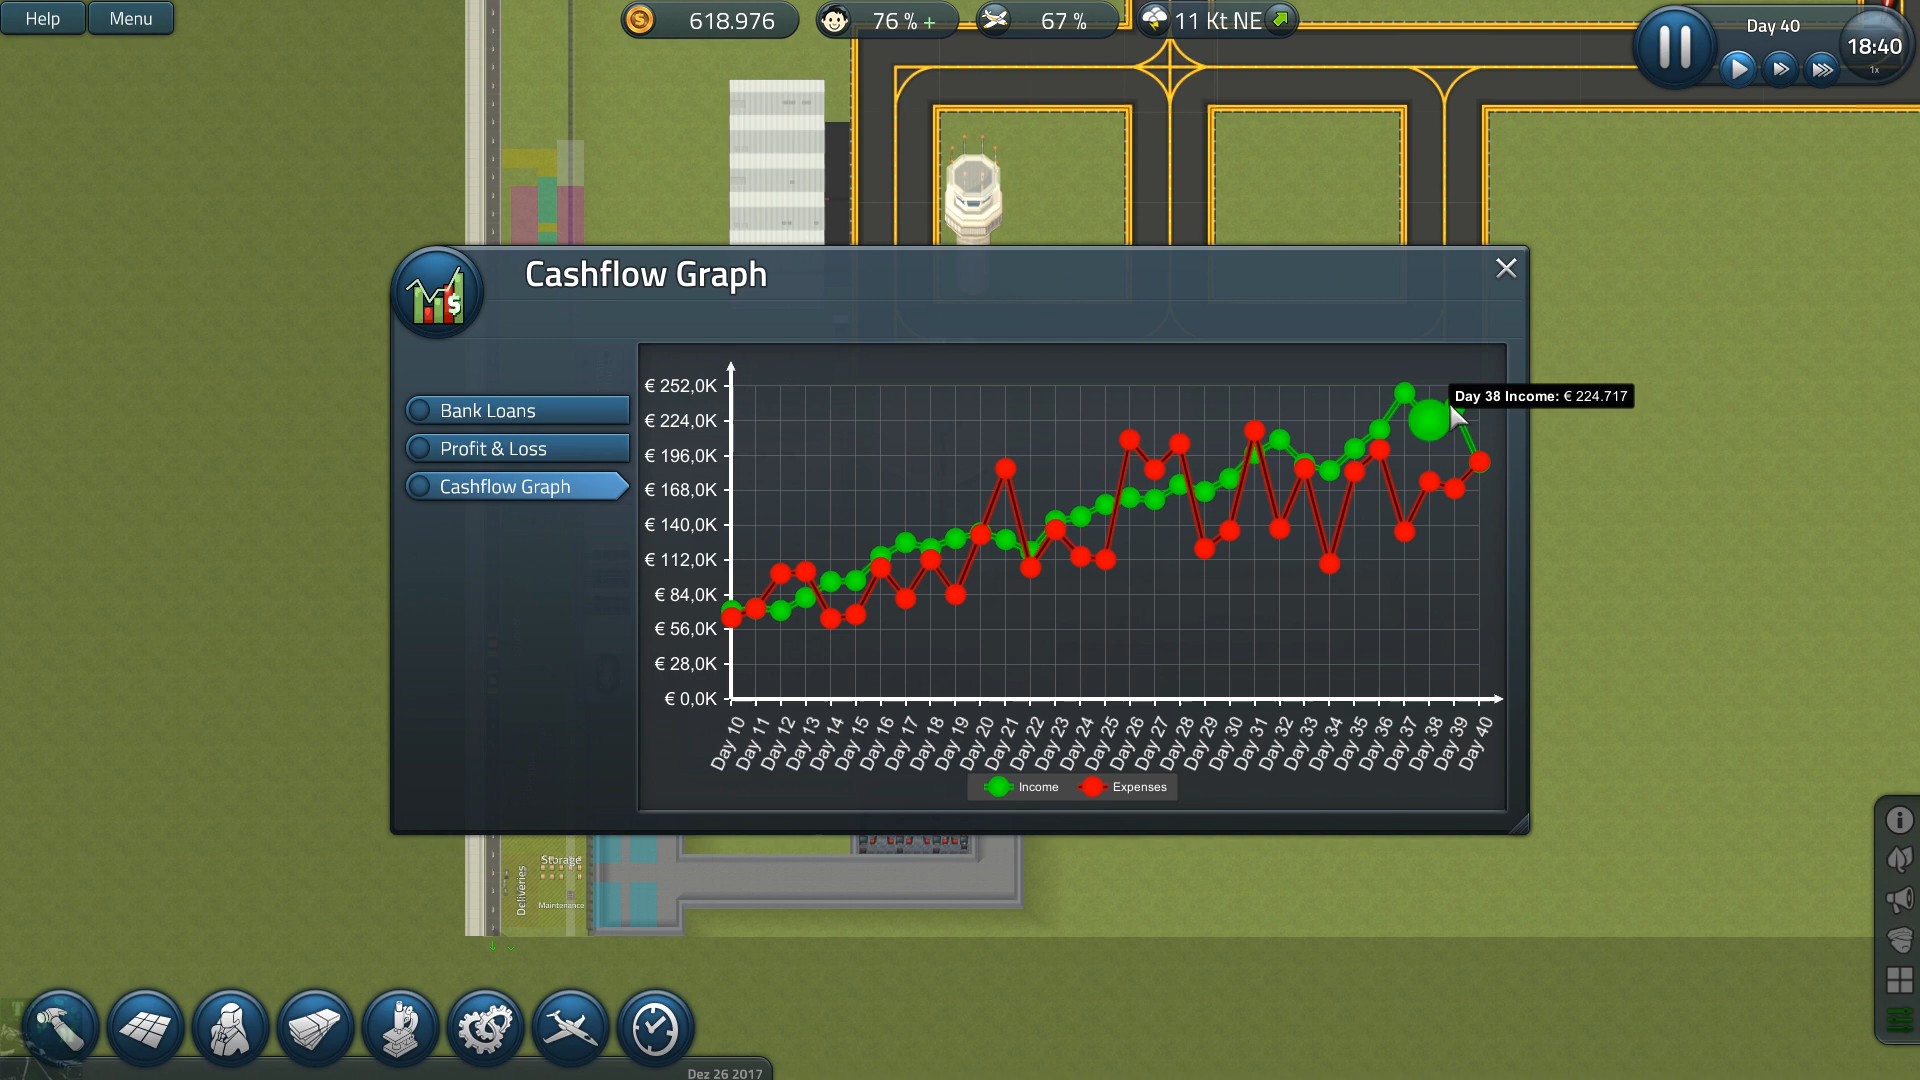 Help
Menu
618.976
76 % +
67 %
11 Kt NE
Day 40
18:40
1x
Cashflow Graph
Bank Loans
Profit & Loss
Cashflow Graph
€ 252,0K
€ 224,0K
€ 196,0K
€ 168,0K
€ 140,0K
€ 112,0K
€ 84,0K
€ 56,0K
€ 28,0K
€ 0,0K
Day 38 Income: € 224.717
Day 10
Day 11
Day 12
Day 13
Day 14
Day 15
Day 16
Day 17
Day 18
Day 19
Day 20
Day 21
Day 22
Day 23
Day 24
Day 25
Day 26
Day 27
Day 28
Day 29
Day 30
Day 31
Day 32
Day 33
Day 34
Day 35
Day 36
Day 37
Day 38
Day 39
Day 40
Income
Expenses
Storage
Deliveries
Maintenance
Dez 26 2017